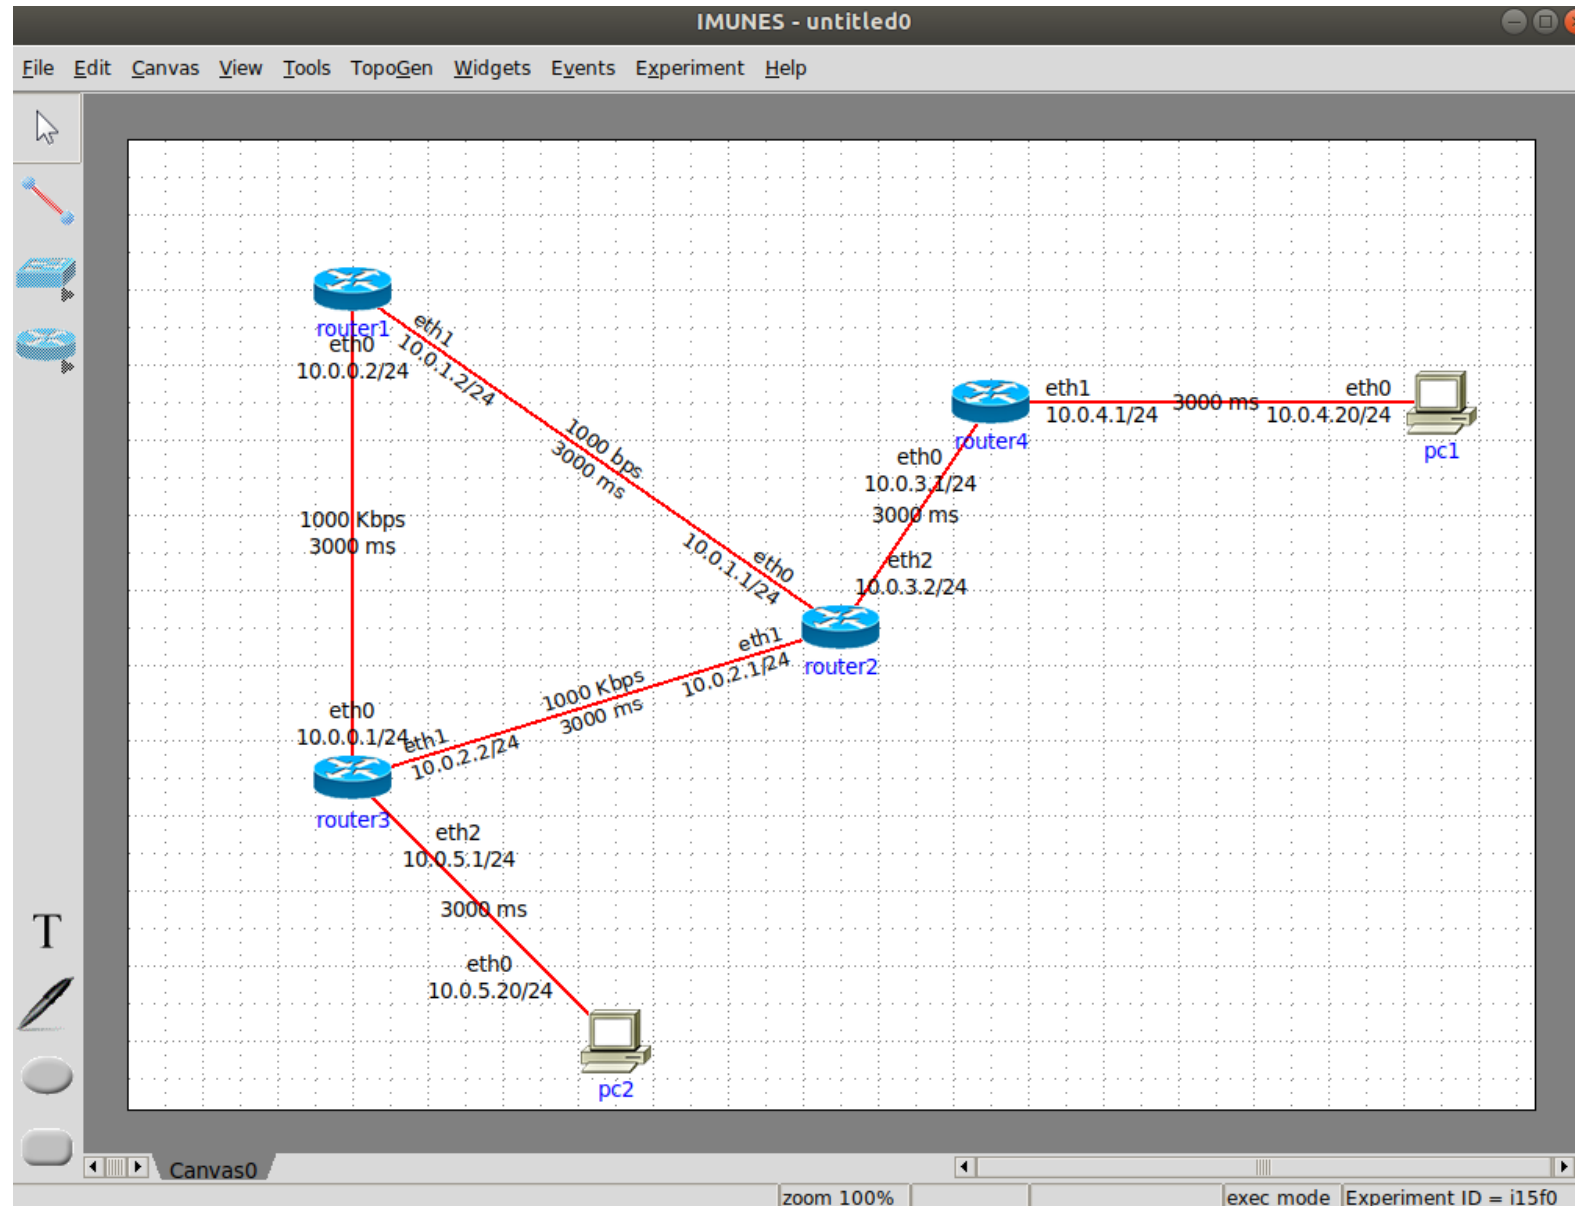 IMUNES - untitled0
File Edit Canvas View Tools TopoGen Widgets Events Experiment Help
router1
eth0
10.0.0.2/24
eth1
10.0.1.2/24
1000 bps
3000 ms
eth0
10.0.1.1/24
router4
eth1
10.0.4.1/24
3000 ms
eth0
10.0.4.20/24
pc1
eth0
10.0.3.1/24
3000 ms
eth2
10.0.3.2/24
router2
1000 Kbps
3000 ms
eth1
10.0.2.1/24
1000 Kbps
3000 ms
eth1
10.0.2.2/24
eth0
10.0.0.1/24
router3
eth2
10.0.5.1/24
3000 ms
eth0
10.0.5.20/24
pc2
T
Canvas0
zoom 100%
exec mode
Experiment ID = i15f0